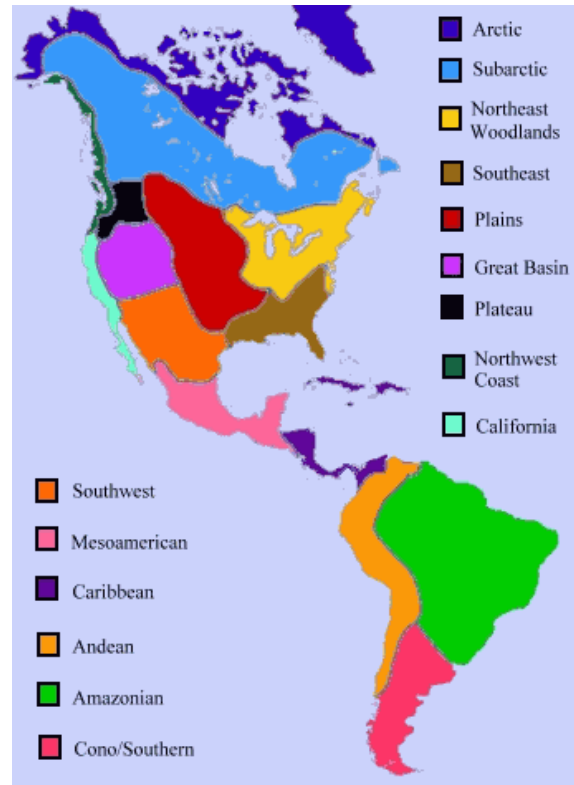 Arctic
Subarctic
Northeast
Woodlands
Southeast
Plains
Great Basin
Plateau
Northwest
Coast
California
Southwest
Mesoamerican
Caribbean
Andean
Amazonian
Cono/Southern